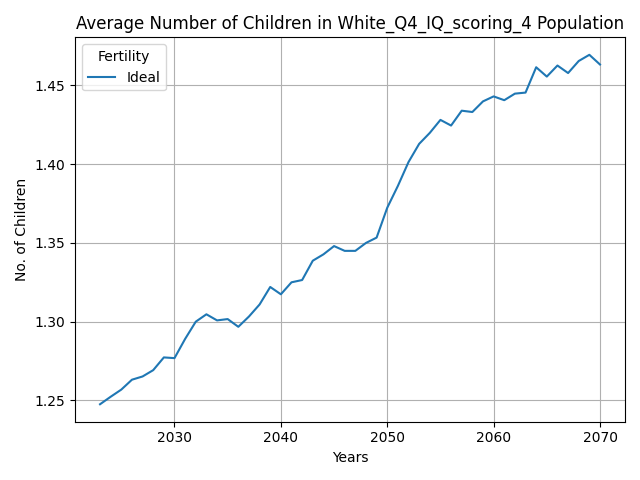 Average Number of Children in White_Q4_IQ_scoring_4 Population
Fertility
Ideal
No. of Children
1.45
1.40
1.35
1.30
1.25
2030 2040 2050 2060 2070
Years